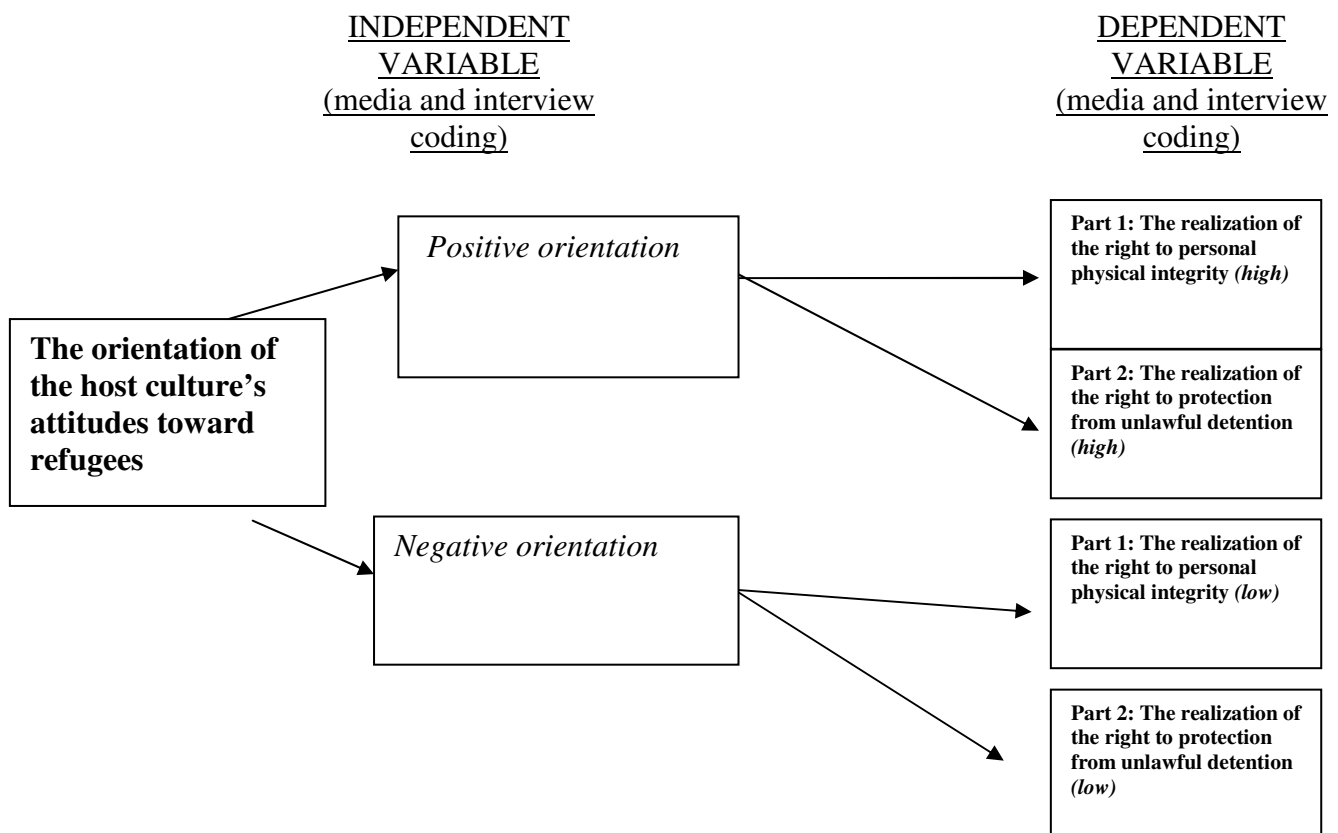 INDEPENDENT
VARIABLE
(media and interview
coding)
DEPENDENT
VARIABLE
(media and interview
coding)
The orientation of
the host culture’s
attitudes toward
refugees
Positive orientation
Negative orientation
Part 1: The realization of
the right to personal
physical integrity (high)
Part 2: The realization of
the right to protection
from unlawful detention
(high)
Part 1: The realization of
the right to personal
physical integrity (low)
Part 2: The realization of
the right to protection
from unlawful detention
(low)